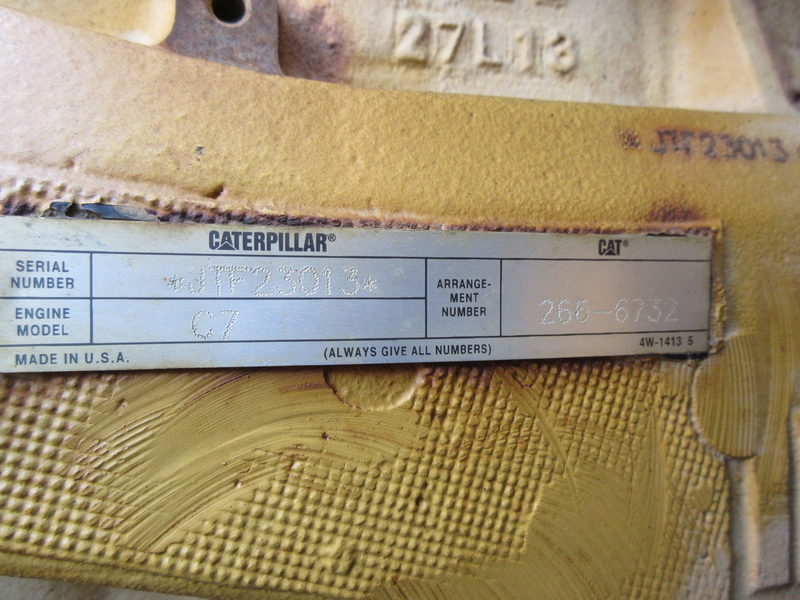 27L13
*JTF23013
CATERPILLAR® CAT®
SERIAL NUMBER *JTF23013* ARRANGE-MENT NUMBER 266-6732
ENGINE MODEL C7
MADE IN U.S.A. (ALWAYS GIVE ALL NUMBERS) 4W-1413 5